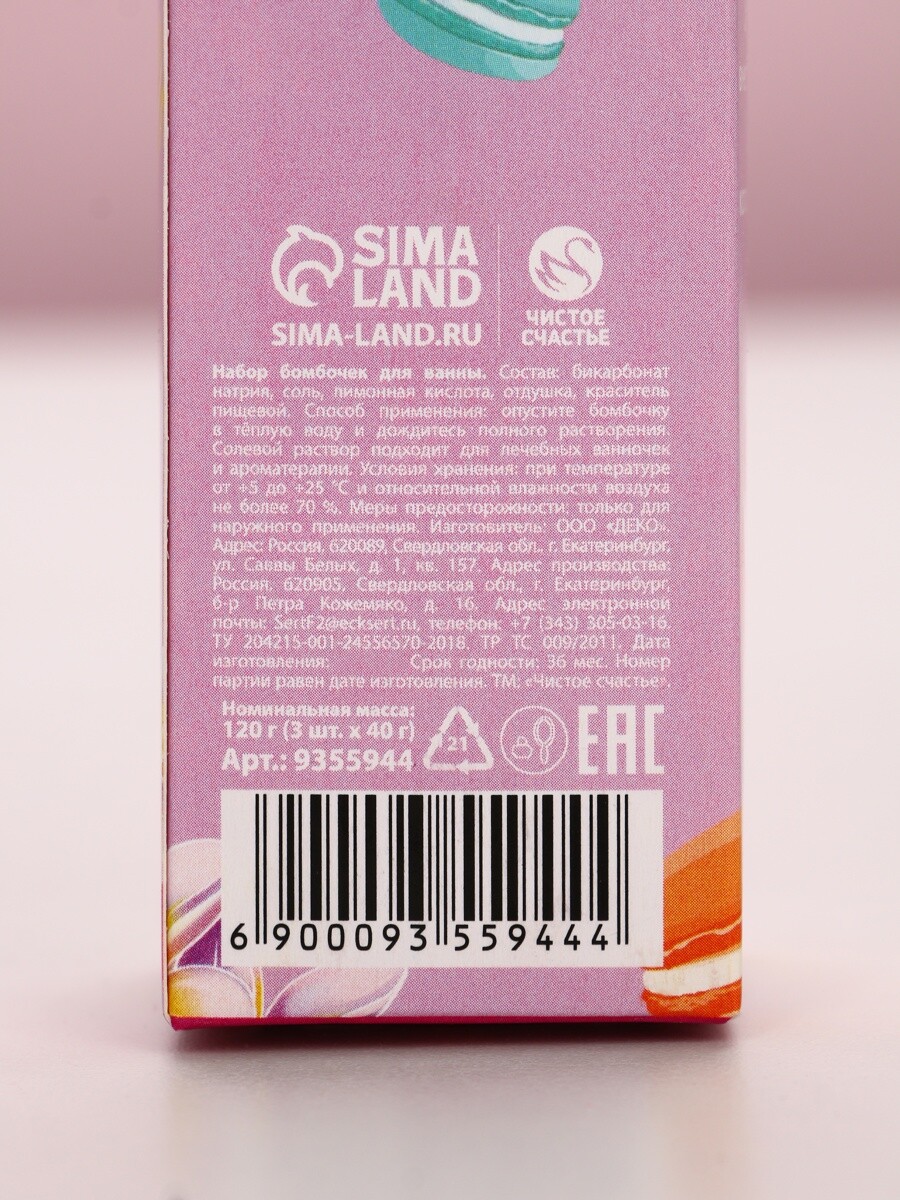 SIMA
LAND
SIMA-LAND.RU
ЧИСТОЕ
СЧАСТЬЕ
Набор бомбочек для ванны. Состав: бикарбонат
натрия, соль, лимонная кислота, отдушка, краситель
пищевой. Способ применения: опустите бомбочку
в тёплую воду и дождитесь полного растворения.
Солевой раствор подходит для лечебных ванночек
и ароматерапии. Условия хранения: при температуре
от +5 до +25 °С и относительной влажности воздуха
не более 70 %. Меры предосторожности: только для
наружного применения. Изготовитель: ООО «ДЕКО».
Адрес: Россия, 620089, Свердловская обл., г. Екатеринбург,
ул. Саввы Белых, д. 1, кв. 157. Адрес производства:
Россия, 620905, Свердловская обл., г. Екатеринбург,
б-р Петра Кожемяко, д. 16. Адрес электронной
почты: SertF2@ecksert.ru, телефон: +7 (343) 305-03-16.
ТУ 204215-001-24556570-2018. ТР ТС 009/2011. Дата
изготовления: Срок годности: 36 мес. Номер
партии равен дате изготовления. ТМ: «Чистое счастье».
Номинальная масса:
120 г (3 шт. х 40 г)
Арт.: 9355944
21
ЕАС
6 900093 559444